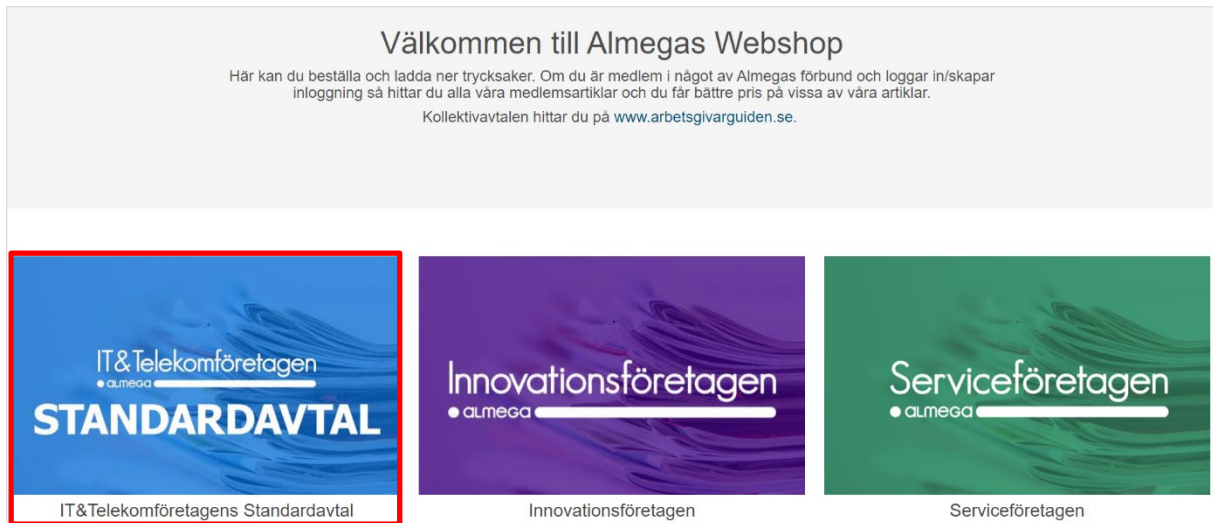 Välkommen till Almegas Webshop
Här kan du beställa och ladda ner trycksaker. Om du är medlem i något av Almegas förbund och loggar in/skapar
inloggning så hittar du alla våra medlemsartiklar och du får bättre pris på vissa av våra artiklar.
Kollektivavtalen hittar du på www.arbetsgivarguiden.se.
IT&Telekomföretagen
almega
STANDARDAVTAL
IT&Telekomföretagens Standardavtal
Innovationsföretagen
almega
Innovationsföretagen
Serviceföretagen
almega
Serviceföretagen